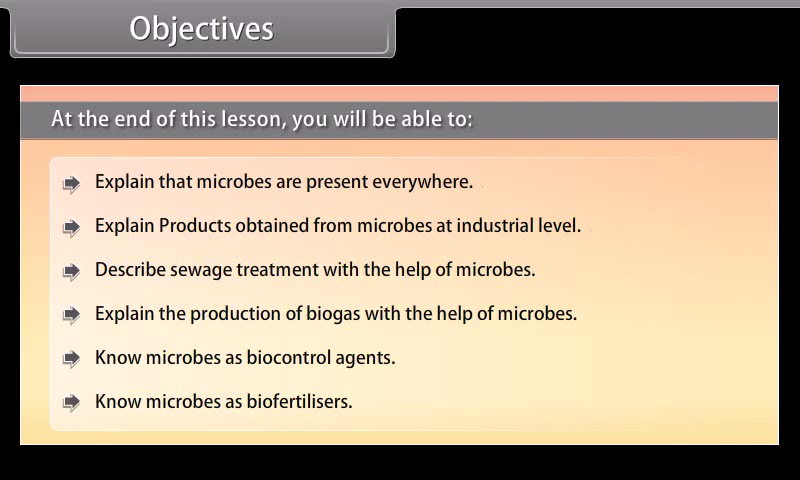 Objectives
At the end of this lesson, you will be able to:
Explain that microbes are present everywhere.
Explain Products obtained from microbes at industrial level.
Describe sewage treatment with the help of microbes.
Explain the production of biogas with the help of microbes.
Know microbes as biocontrol agents.
Know microbes as biofertilisers.